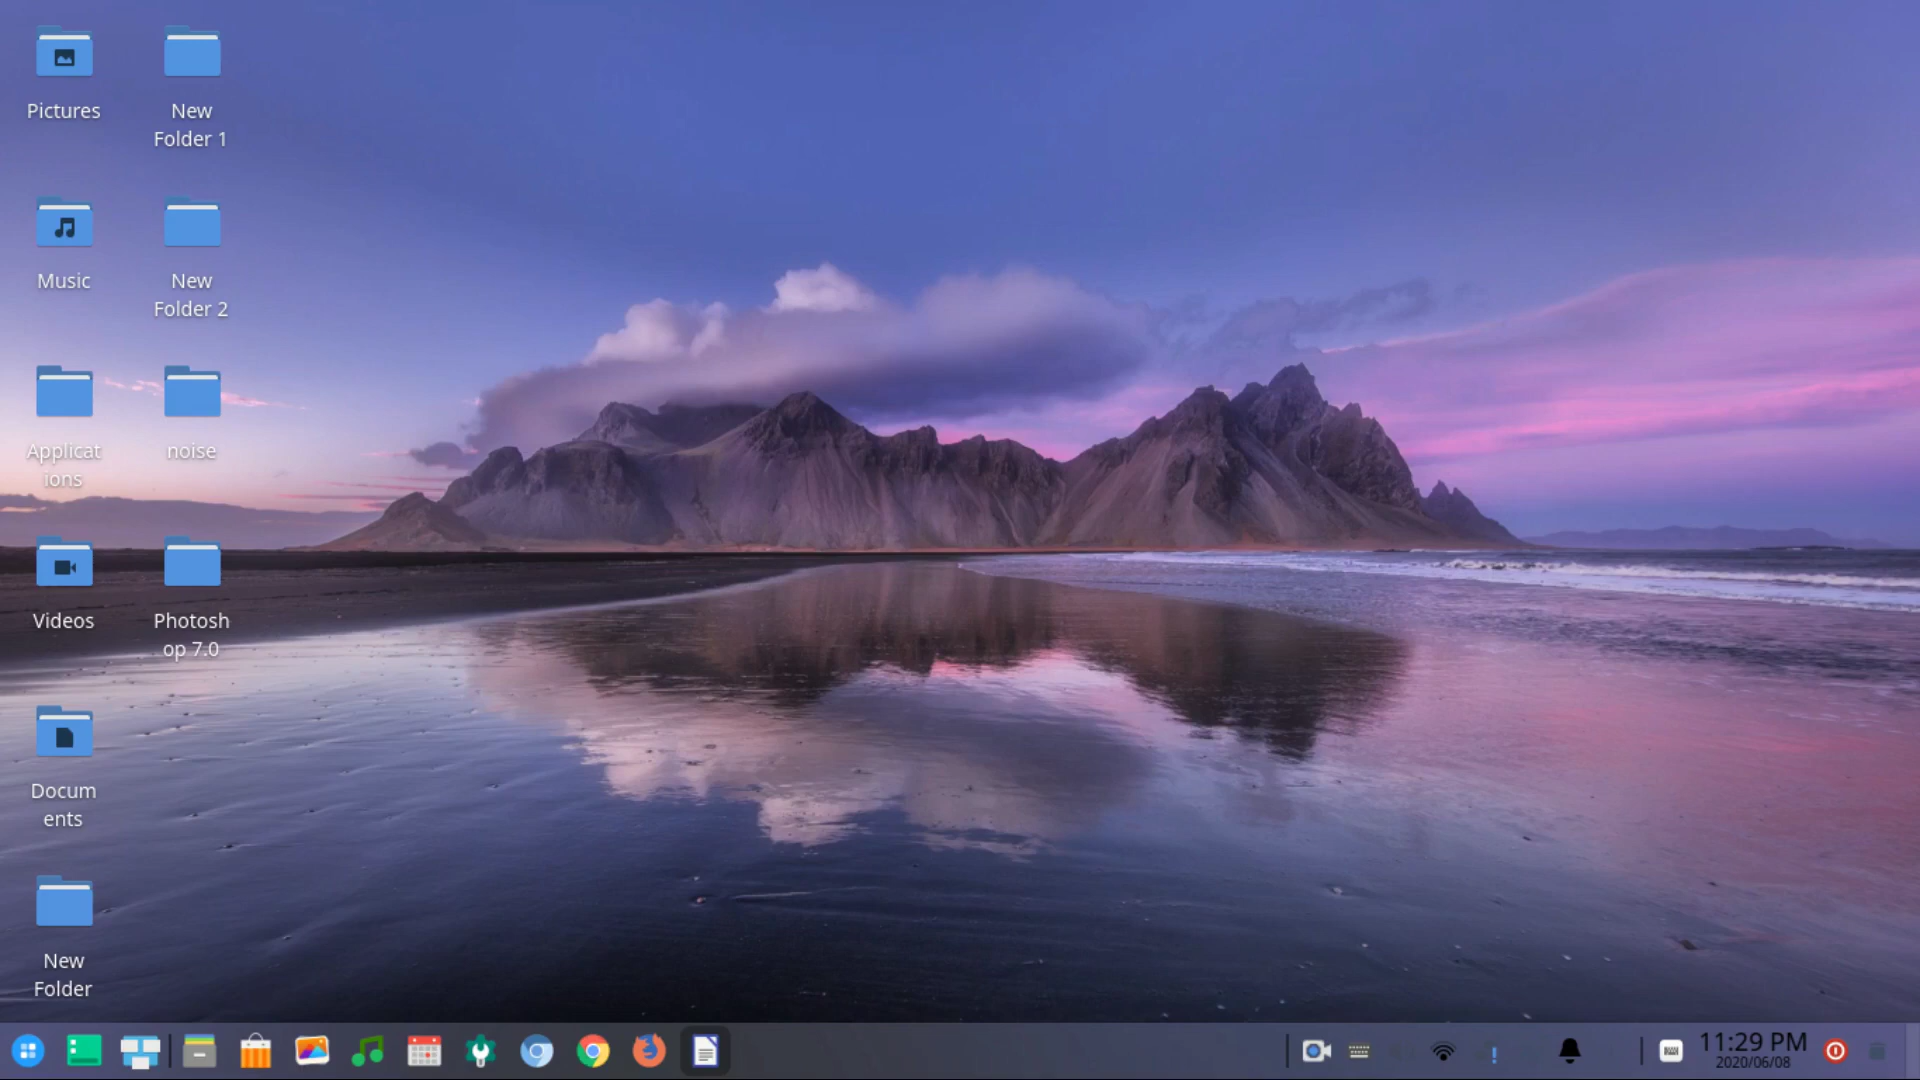 Pictures
New
Folder 1
Music
New
Folder 2
Applicat
ions
noise
Videos
Photosh
op 7.0
Docum
ents
New
Folder
11:29 PM
2020/06/08